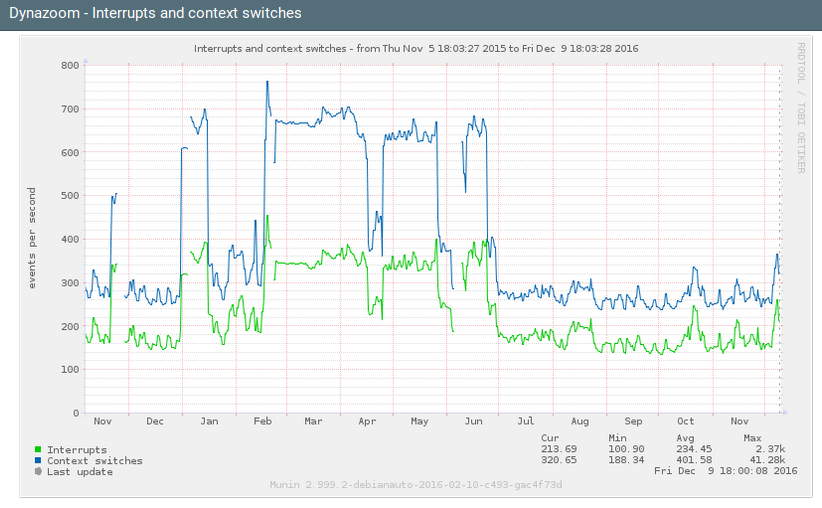 Dynazoom - Interrupts and context switches
Interrupts and context switches - from Thu Nov  5 18:03:27 2015 to Fri Dec  9 18:03:28 2016
RRDTOOL / TOBI OETIKER
events per second
800
700
600
500
400
300
200
100
0
Nov Dec Jan Feb Mar Apr May Jun Jul Aug Sep Oct Nov
Cur Min Avg Max
Interrupts 213.69 100.90 234.45 2.37k
Context switches 320.65 188.34 401.58 41.28k
Last update Fri Dec  9 18:00:08 2016
Munin 2.999.2-debianauto-2016-02-10-c493-gac4f73d